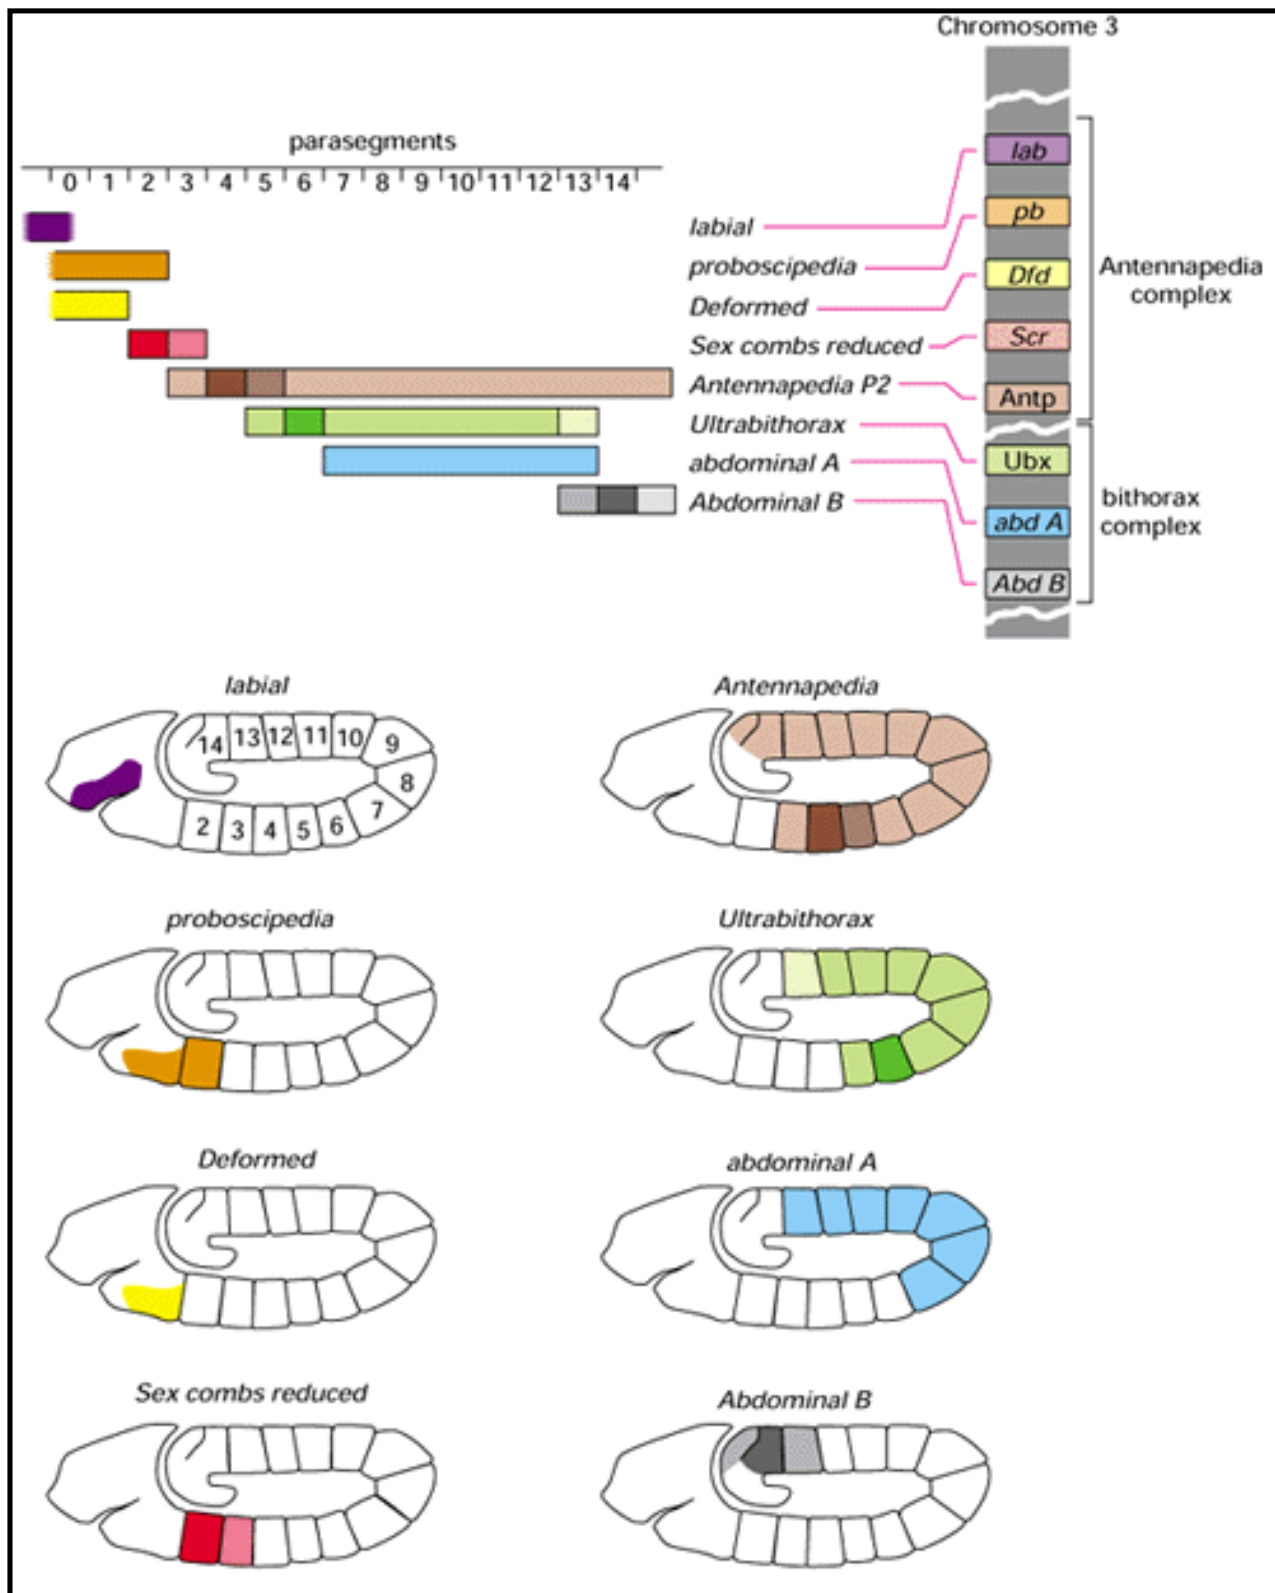 Chromosome 3
parasegments
0 1 2 3 4 5 6 7 8 9 10 11 12 13 14
lab
pb
Dfd
Scr
Antp
Ubx
abd A
Abd B
Antennapedia
complex
bithorax
complex
labial
proboscipedia
Deformed
Sex combs reduced
Antennapedia P2
Ultrabithorax
abdominal A
Abdominal B
labial
14 13 12 11 10 9
8
7
2 3 4 5 6
Antennapedia
proboscipedia
Ultrabithorax
Deformed
abdominal A
Sex combs reduced
Abdominal B